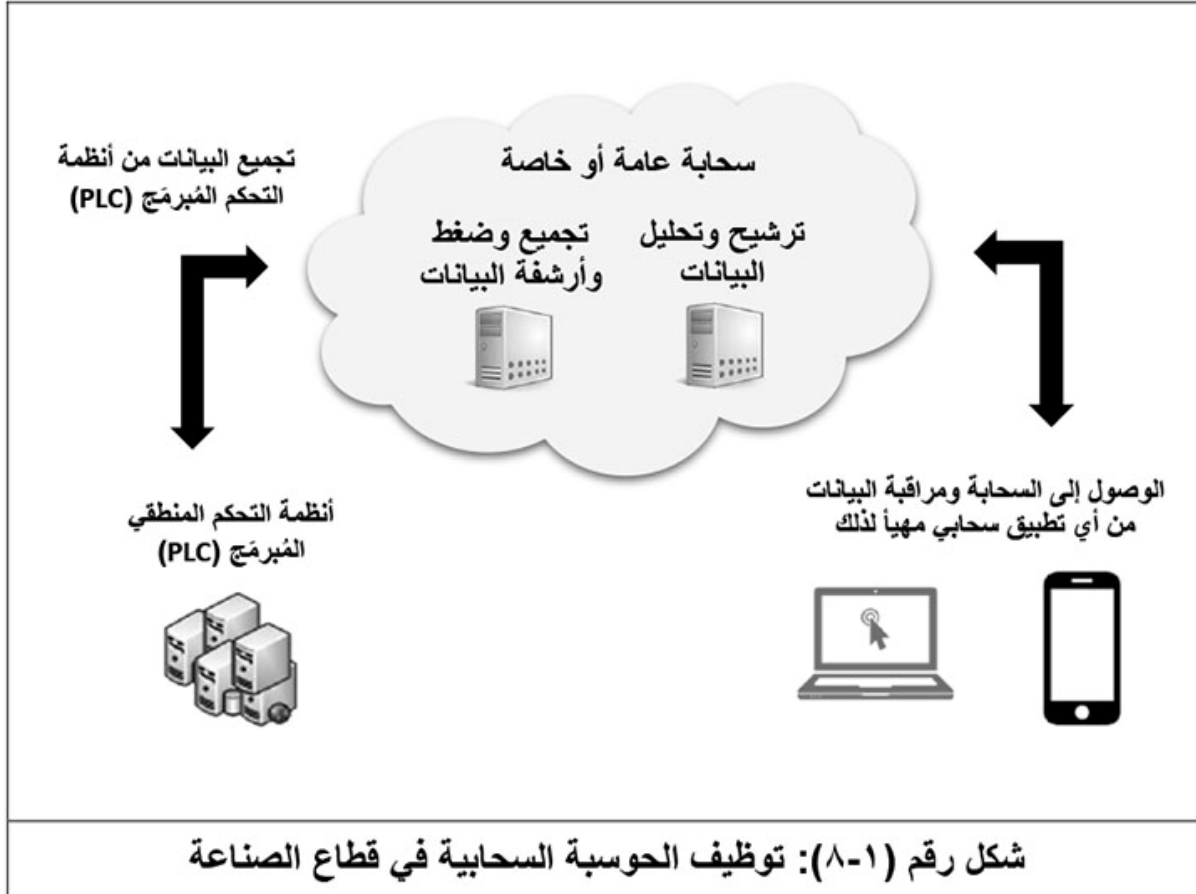 سحابة عامة أو خاصة
ترشيح وتحليل
البيانات
تجميع وضغط
وأرشفة البيانات
تجميع البيانات من أنظمة
التحكم المُبرمَج (PLC)
الوصول إلى السحابة ومراقبة البيانات
من أي تطبيق سحابي مهيأ لذلك
أنظمة التحكم المنطقي
المُبرمَج (PLC)
شكل رقم (١-٨): توظيف الحوسبة السحابية في قطاع الصناعة